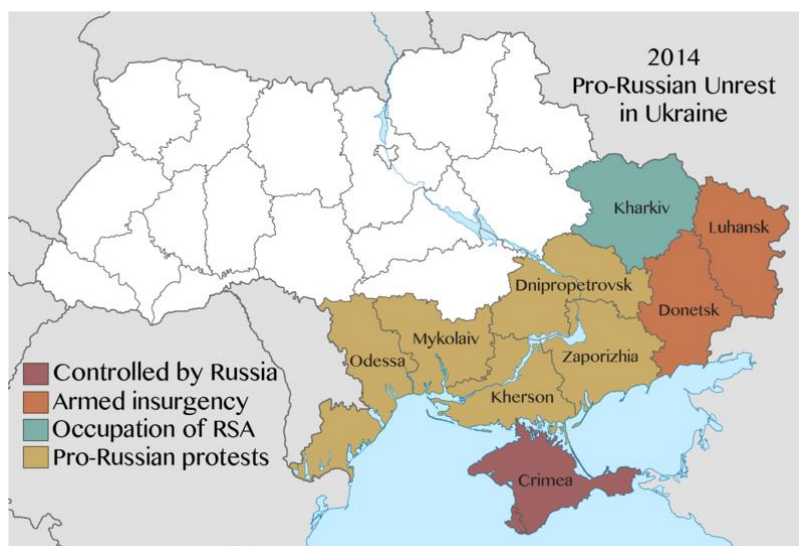 2014
Pro-Russian Unrest
in Ukraine
Kharkiv
Luhansk
Dnipropetrovsk
Donetsk
Odessa
Mykolaiv
Zaporizhia
Kherson
Crimea
Controlled by Russia
Armed insurgency
Occupation of RSA
Pro-Russian protests